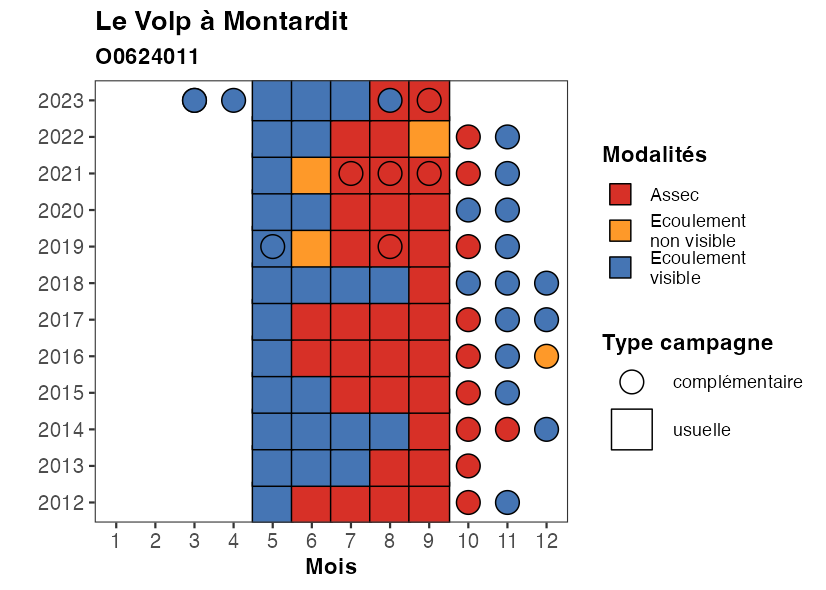 Le Volp à Montardit
O0624011
2023
2022
2021
2020
2019
2018
2017
2016
2015
2014
2013
2012
1 2 3 4 5 6 7 8 9 10 11 12
Mois
Modalités
Assec
Ecoulement
non visible
Ecoulement
visible
Type campagne
complémentaire
usuelle